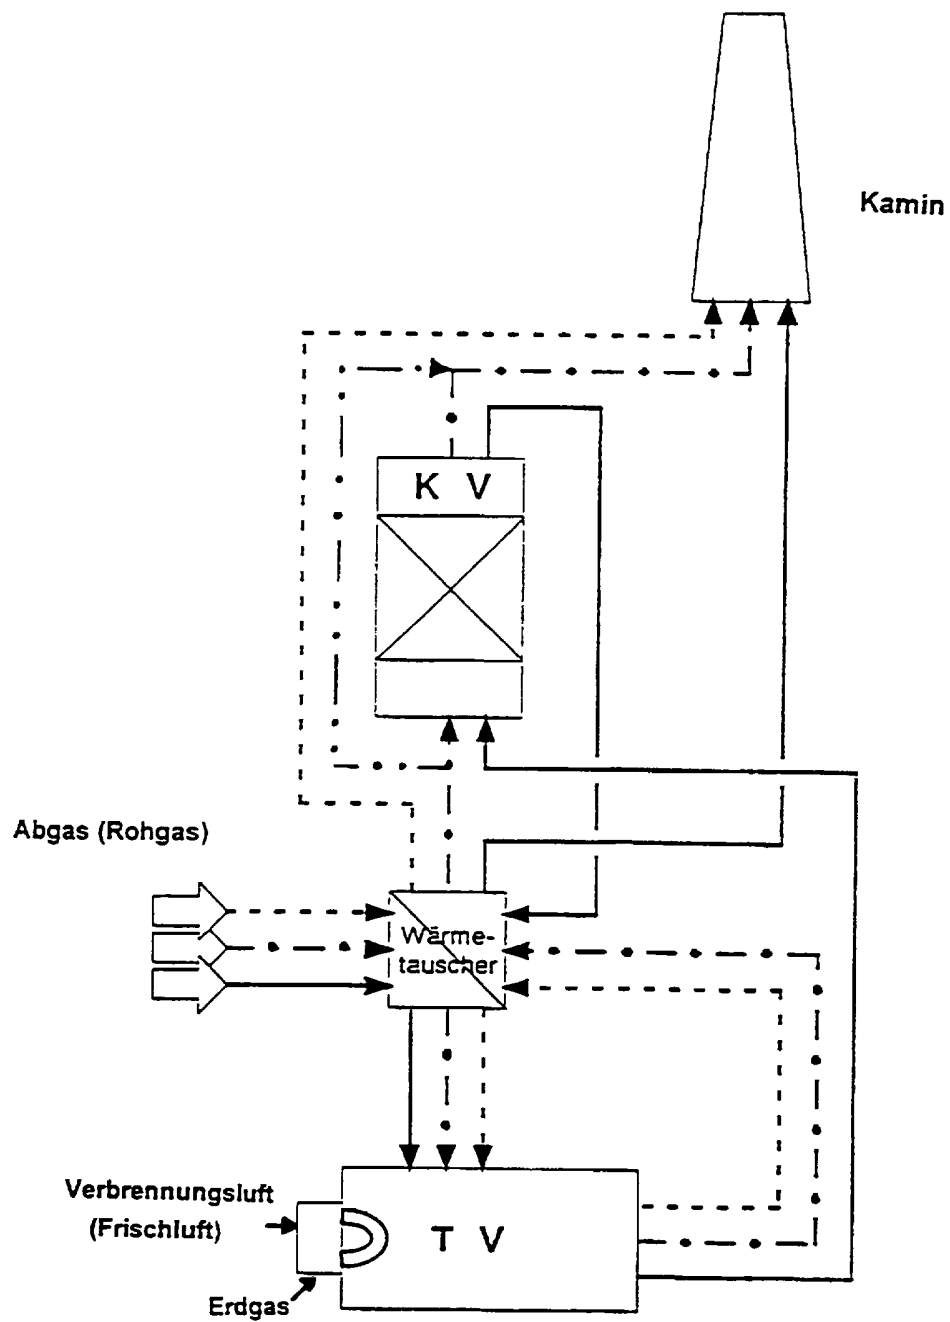 Kamin
K V
Abgas (Rohgas)
Wärme-
tauscher
Verbrennungsluft
(Frischluft)
T V
Erdgas